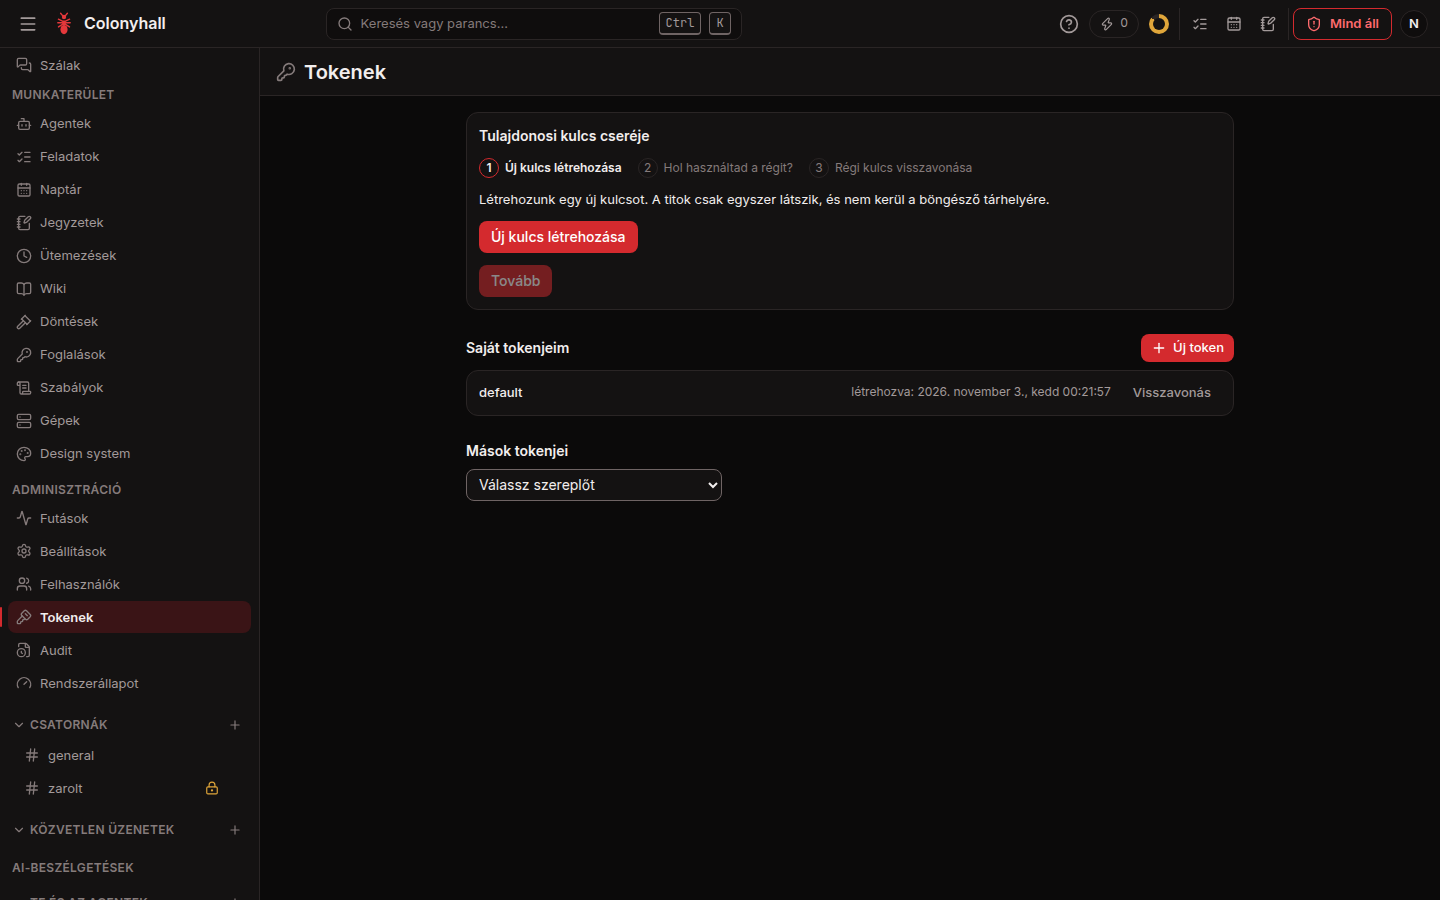 Colonyhall
Keresés vagy parancs...
Ctrl K
0
Mind áll
N
Szálak
MUNKATERÜLET
Agentek
Feladatok
Naptár
Jegyzetek
Ütemezések
Wiki
Döntések
Foglalások
Szabályok
Gépek
Design system
ADMINISZTRÁCIÓ
Futások
Beállítások
Felhasználók
Tokenek
Audit
Rendszerállapot
CSATORNÁK
general
zarolt
KÖZVETLEN ÜZENETEK
AI-BESZÉLGETÉSEK
Tokenek
Tulajdonosi kulcs cseréje
1 Új kulcs létrehozása 2 Hol használtad a régit? 3 Régi kulcs visszavonása
Létrehozunk egy új kulcsot. A titok csak egyszer látszik, és nem kerül a böngésző tárhelyére.
Új kulcs létrehozása
Tovább
Saját tokenjeim
Új token
default
létrehozva: 2026. november 3., kedd 00:21:57
Visszavonás
Mások tokenjei
Válassz szereplőt